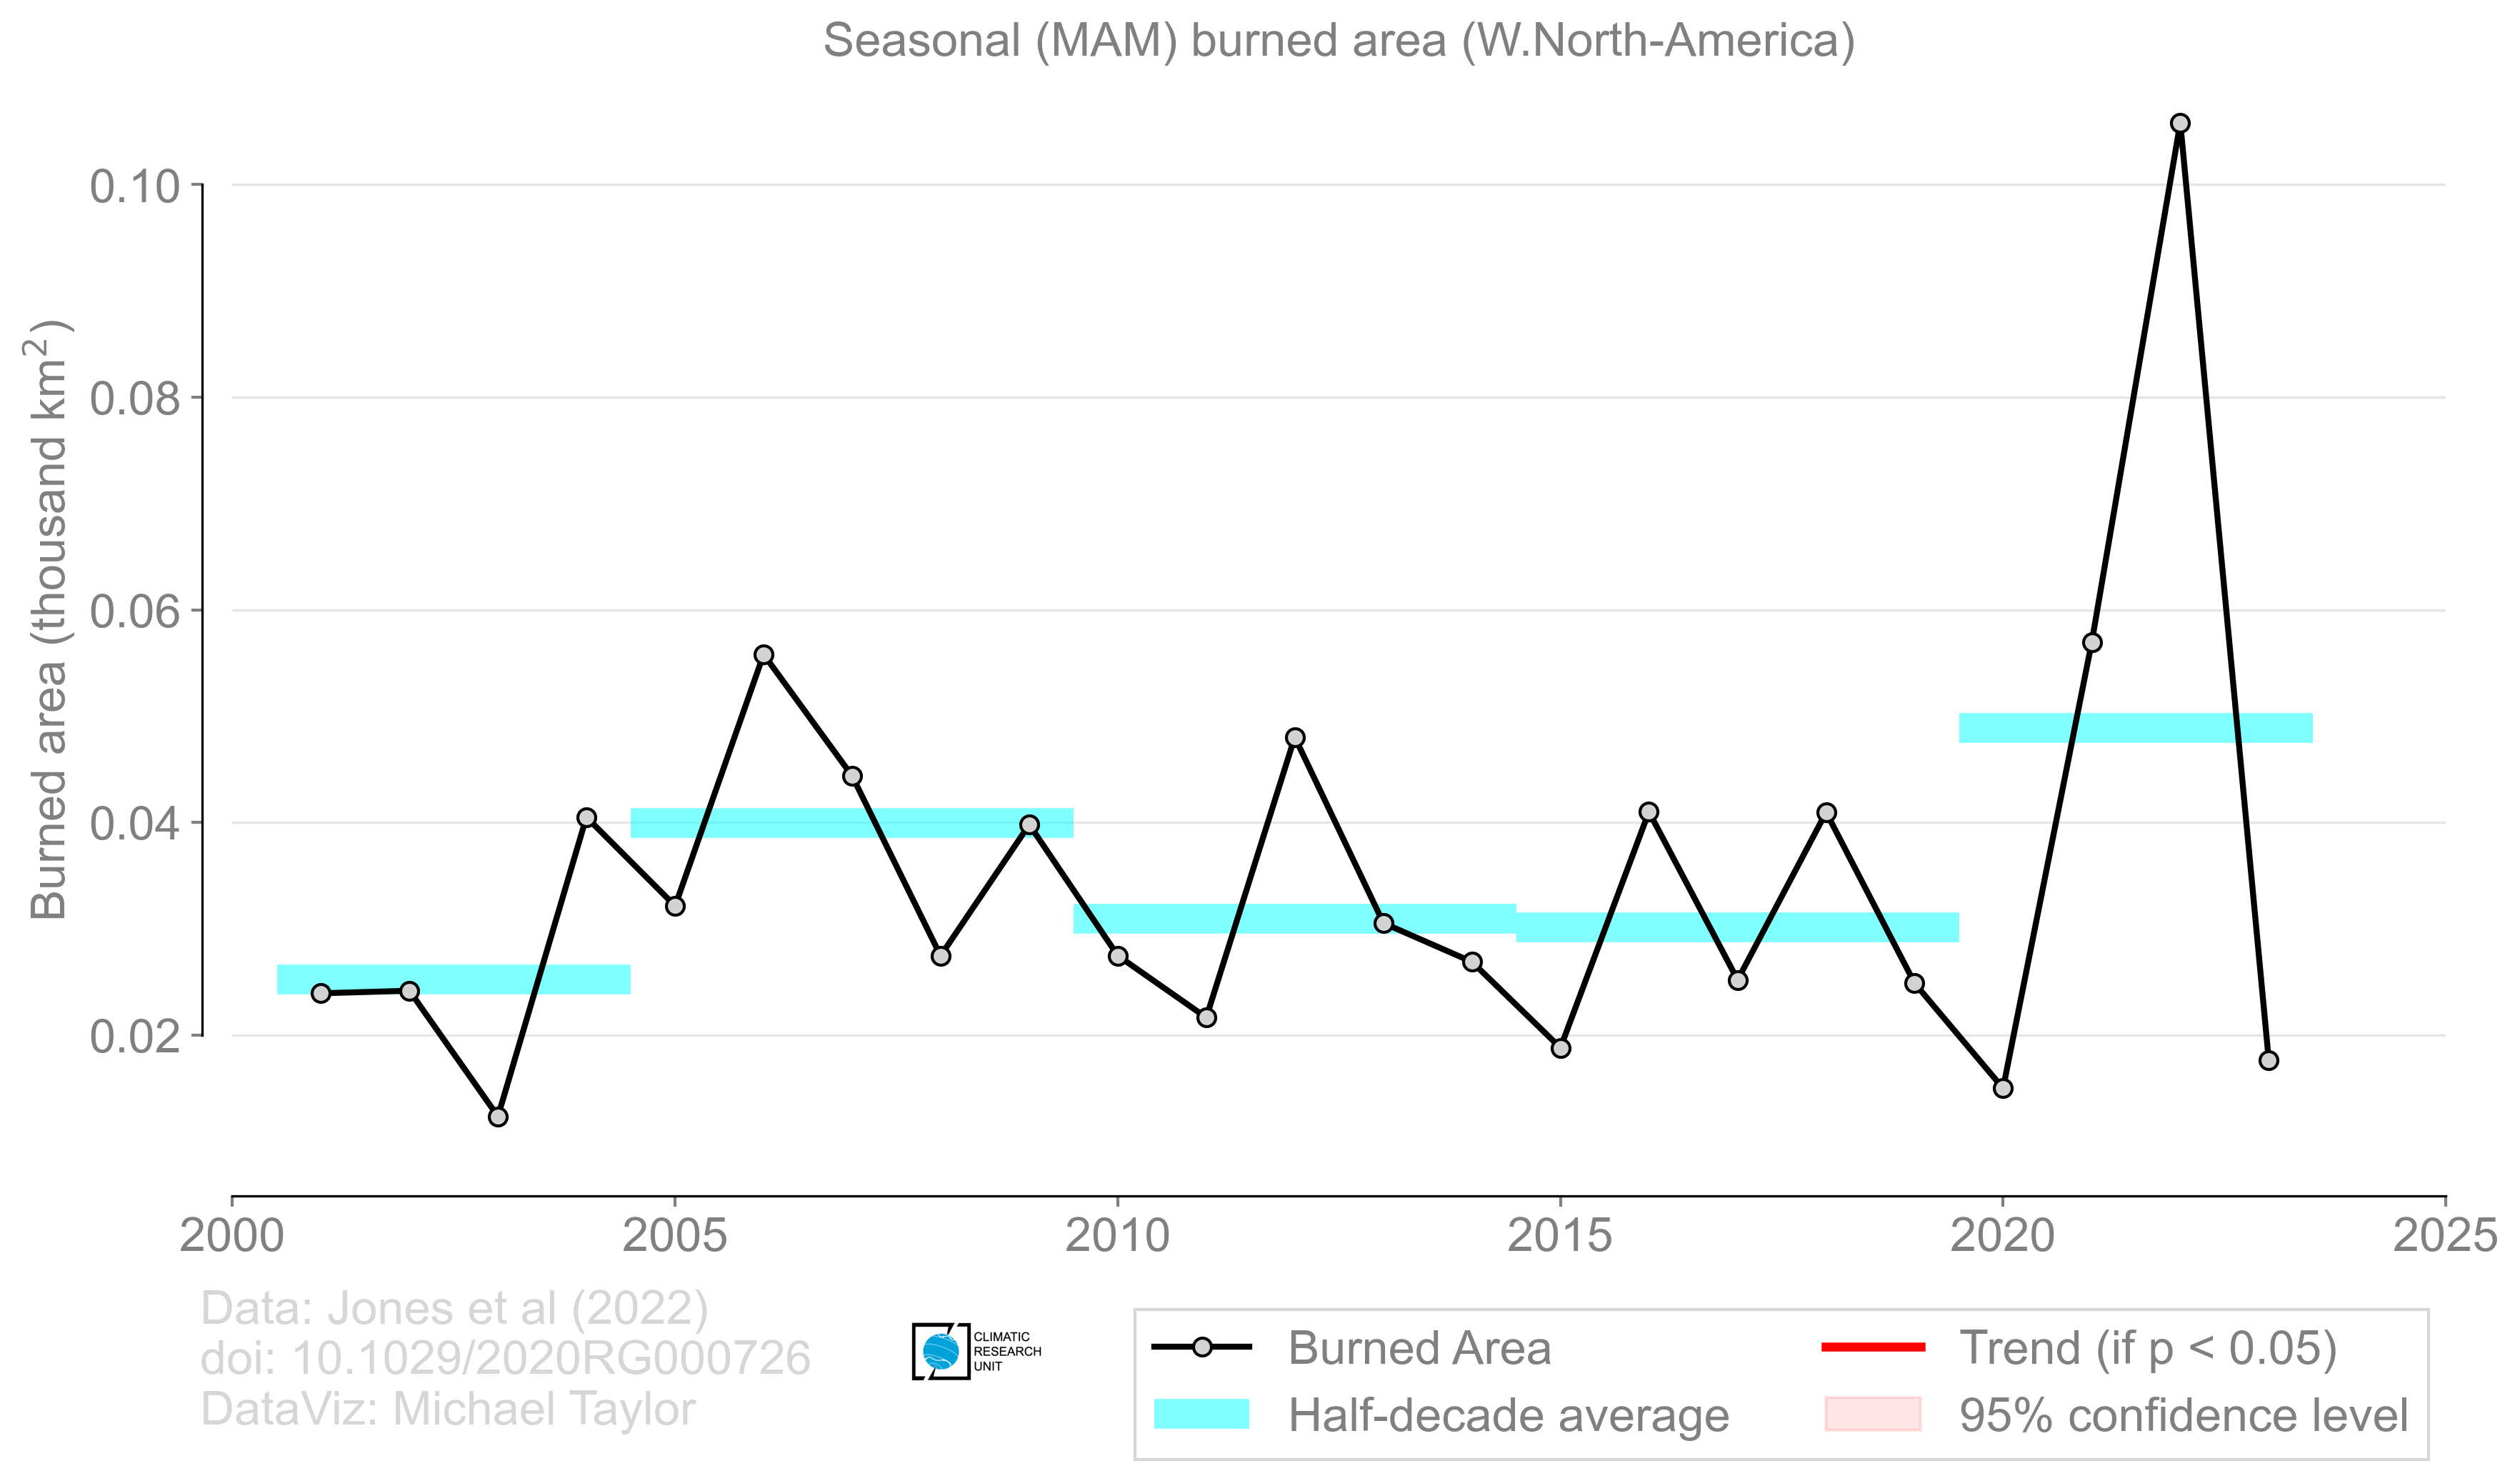 Seasonal (MAM) burned area (W.North-America)
Burned area (thousand km²)
0.10
0.08
0.06
0.04
0.02
2000 2005 2010 2015 2020 2025
Data: Jones et al (2022)
doi: 10.1029/2020RG000726
DataViz: Michael Taylor
CLIMATIC
RESEARCH
UNIT
Burned Area
Half-decade average
Trend (if p < 0.05)
95% confidence level